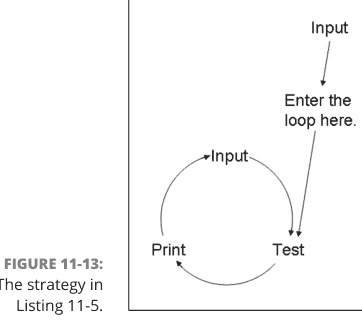 Input
Enter the
loop here.
Input
Print
Test
FIGURE 11-13:
The strategy in
Listing 11-5.